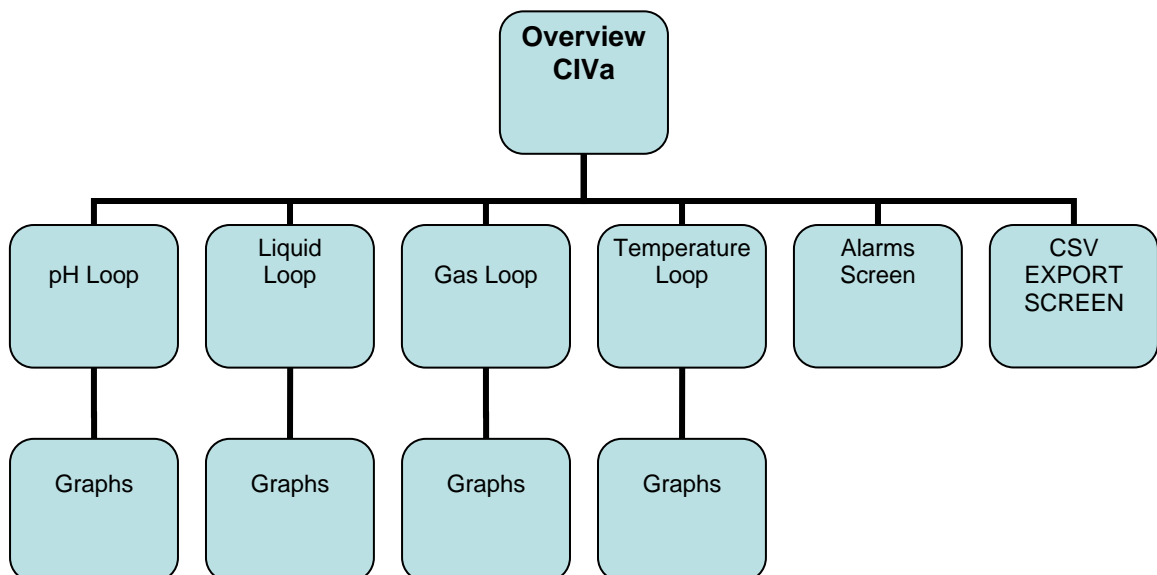 Overview
CIVa
pH Loop
Liquid
Loop
Gas Loop
Temperature
Loop
Alarms
Screen
CSV
EXPORT
SCREEN
Graphs
Graphs
Graphs
Graphs